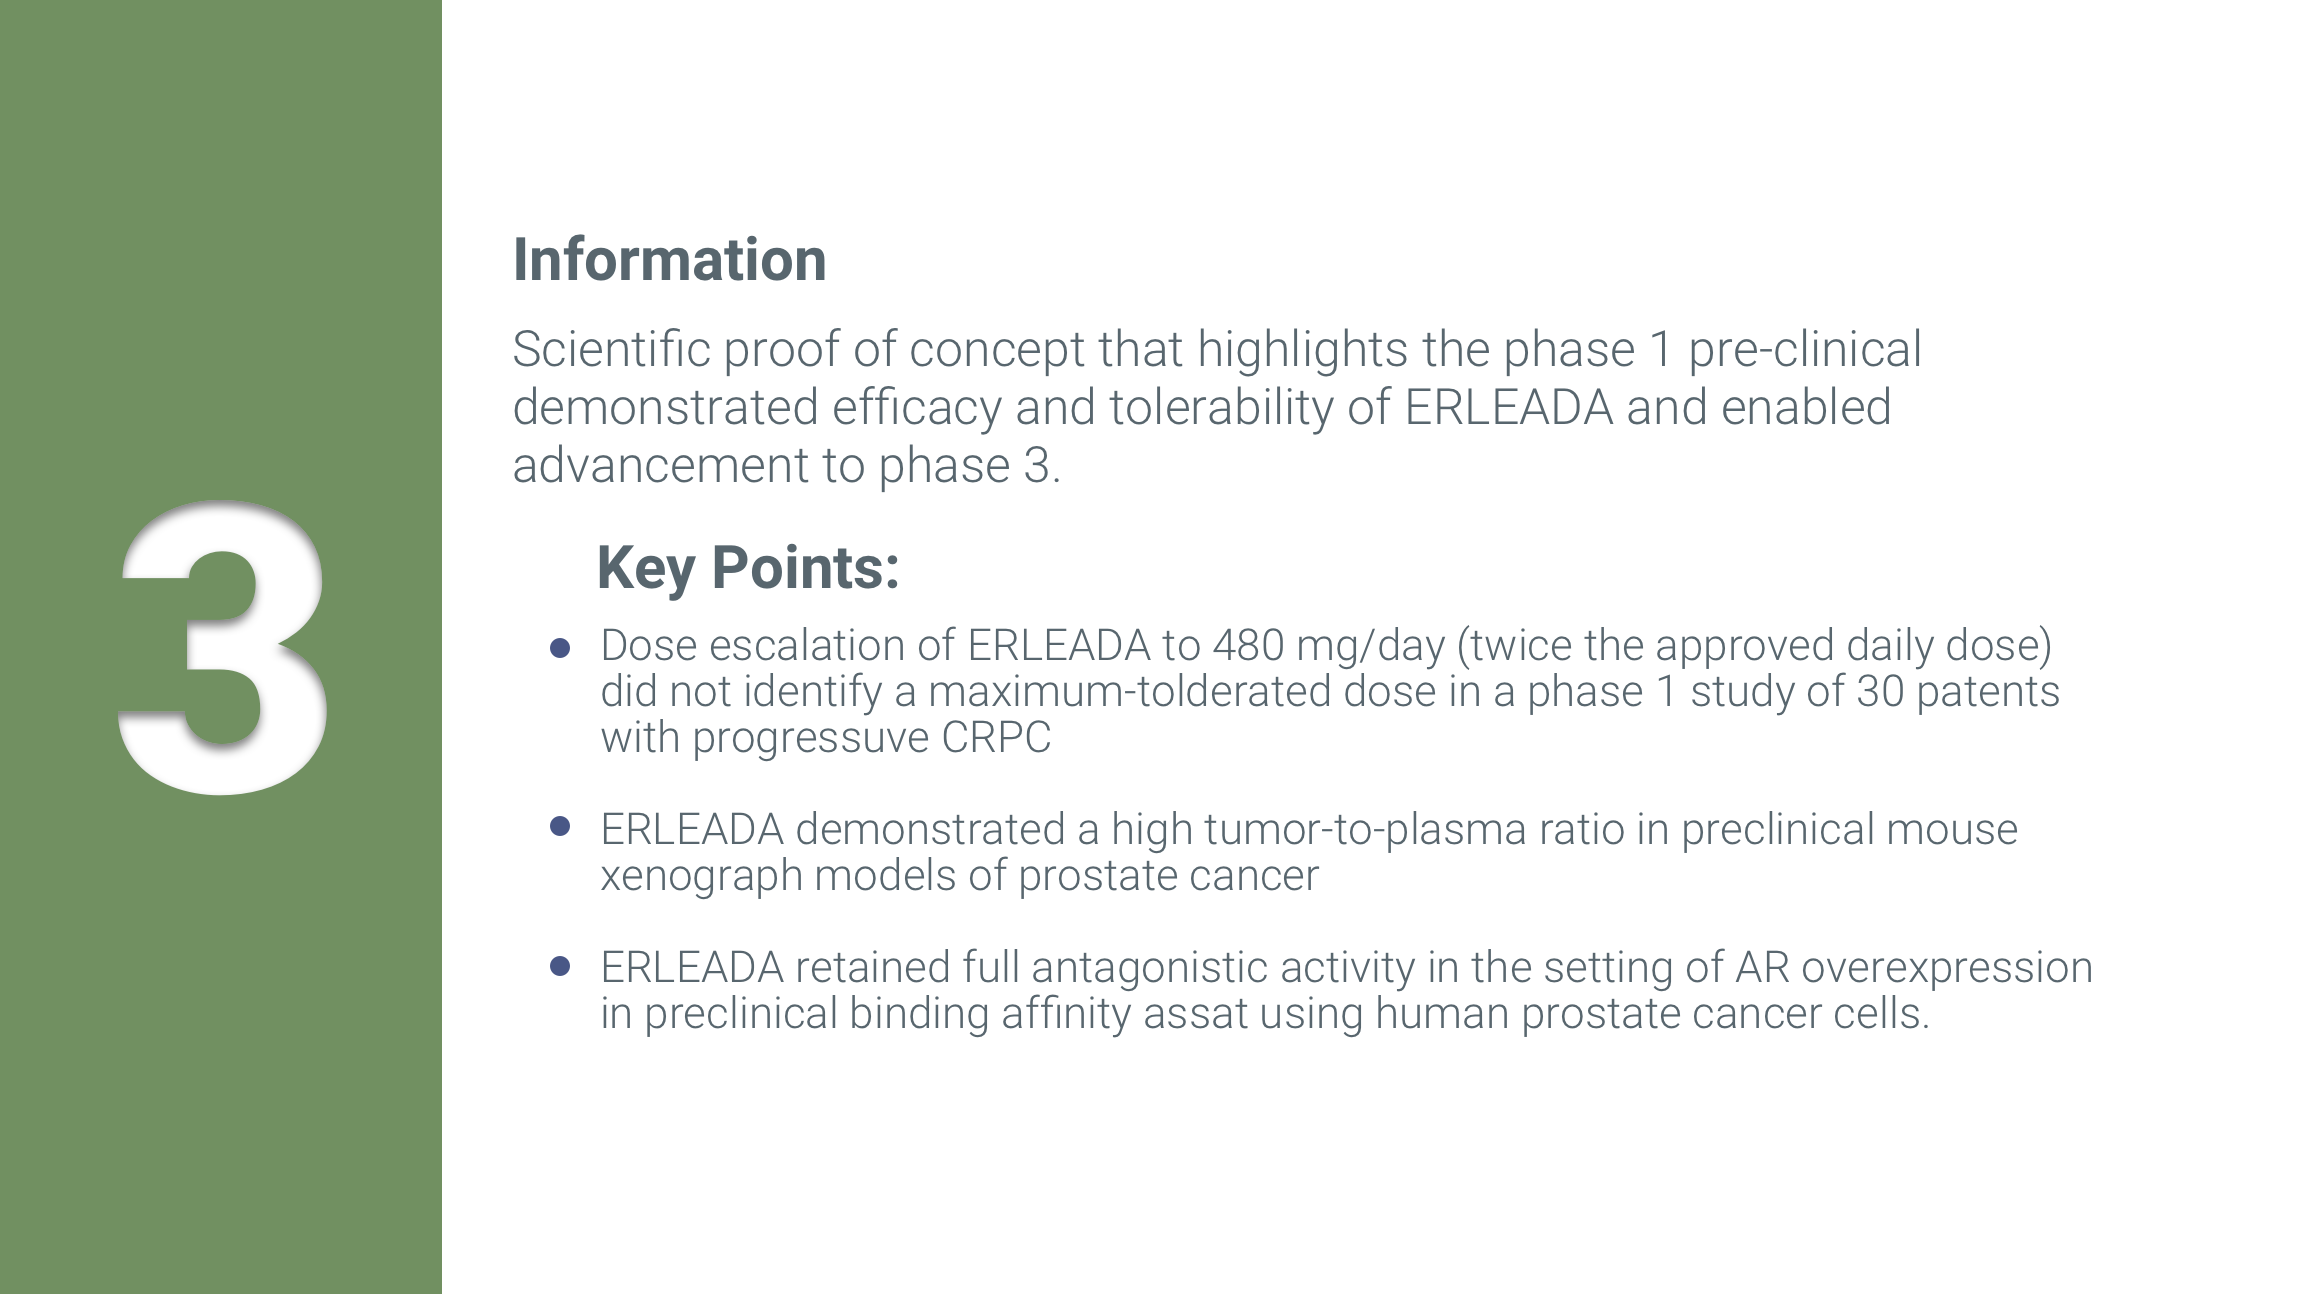 3
Information
Scientific proof of concept that highlights the phase 1 pre-clinical
demonstrated efficacy and tolerability of ERLEADA and enabled
advancement to phase 3.
Key Points:
Dose escalation of ERLEADA to 480 mg/day (twice the approved daily dose)
did not identify a maximum-tolderated dose in a phase 1 study of 30 patents
with progressuve CRPC
ERLEADA demonstrated a high tumor-to-plasma ratio in preclinical mouse
xenograph models of prostate cancer
ERLEADA retained full antagonistic activity in the setting of AR overexpression
in preclinical binding affinity assat using human prostate cancer cells.